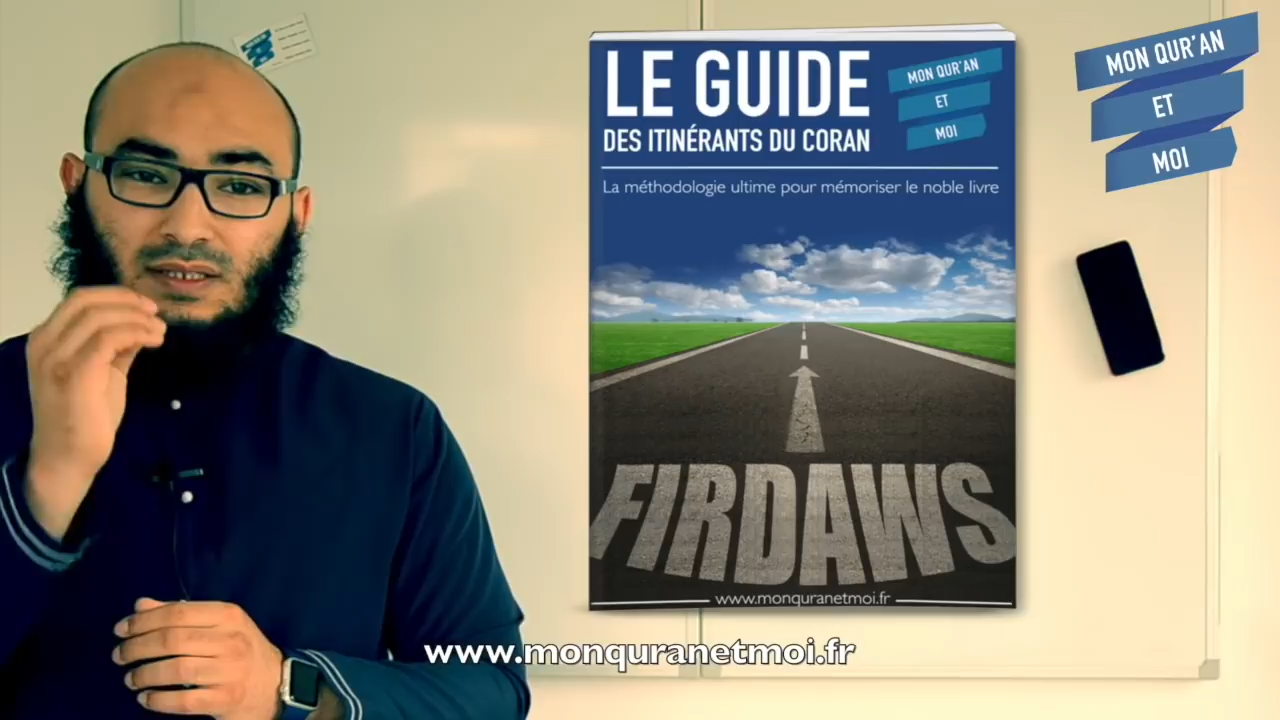 LE GUIDE
DES ITINÉRANTS DU CORAN
MON QUR'AN
ET
MOI
La méthodologie ultime pour mémoriser le noble livre
FIRDAWS
www.monquranetmoi.fr
MON QUR'AN
ET
MOI
www.monquranetmoi.fr